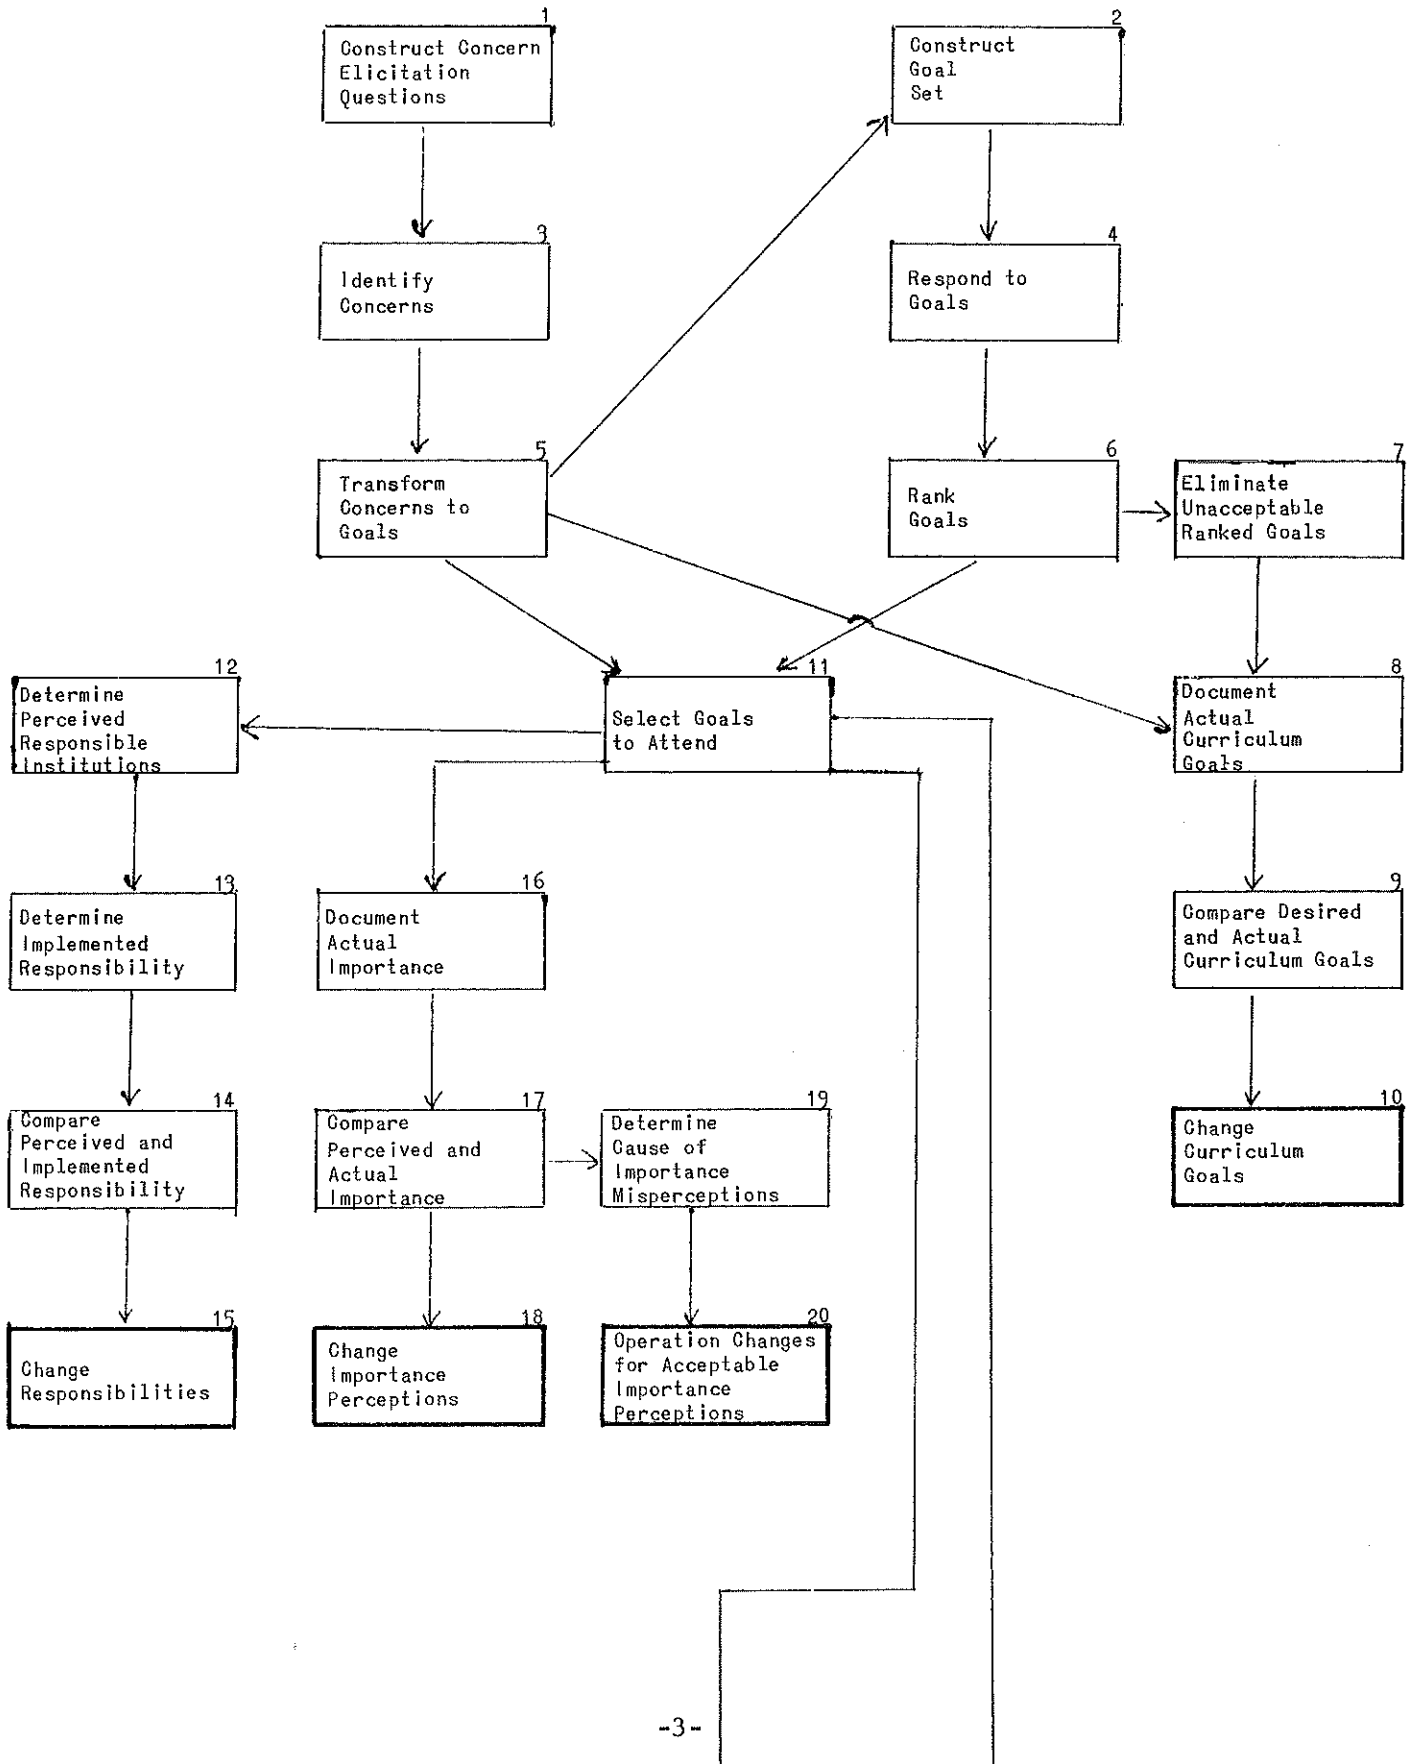 1
Construct Concern
Elicitation
Questions
2
Construct
Goal
Set
3
Identify
Concerns
4
Respond to
Goals
5
Transform
Concerns to
Goals
6
Rank
Goals
7
Eliminate
Unacceptable
Ranked Goals
12
Determine
Perceived
Responsible
Institutions
11
Select Goals
to Attend
8
Document
Actual
Curriculum
Goals
13
Determine
Implemented
Responsibility
16
Document
Actual
Importance
9
Compare Desired
and Actual
Curriculum Goals
14
Compare
Perceived and
Implemented
Responsibility
17
Compare
Perceived and
Actual
Importance
19
Determine
Cause of
Importance
Misperceptions
10
Change
Curriculum
Goals
15
Change
Responsibilities
18
Change
Importance
Perceptions
20
Operation Changes
for Acceptable
Importance
Perceptions
-3-